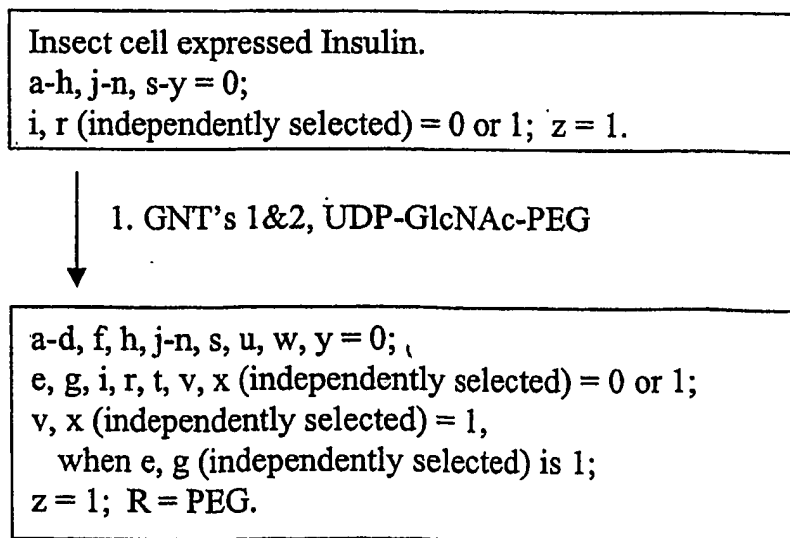 Insect cell expressed Insulin.
a-h, j-n, s-y = 0;
i, r (independently selected) = 0 or 1; z = 1.
1. GNT's 1&2, UDP-GlcNAc-PEG
a-d, f, h, j-n, s, u, w, y = 0;
e, g, i, r, t, v, x (independently selected) = 0 or 1;
v, x (independently selected) = 1,
when e, g (independently selected) is 1;
z = 1; R = PEG.